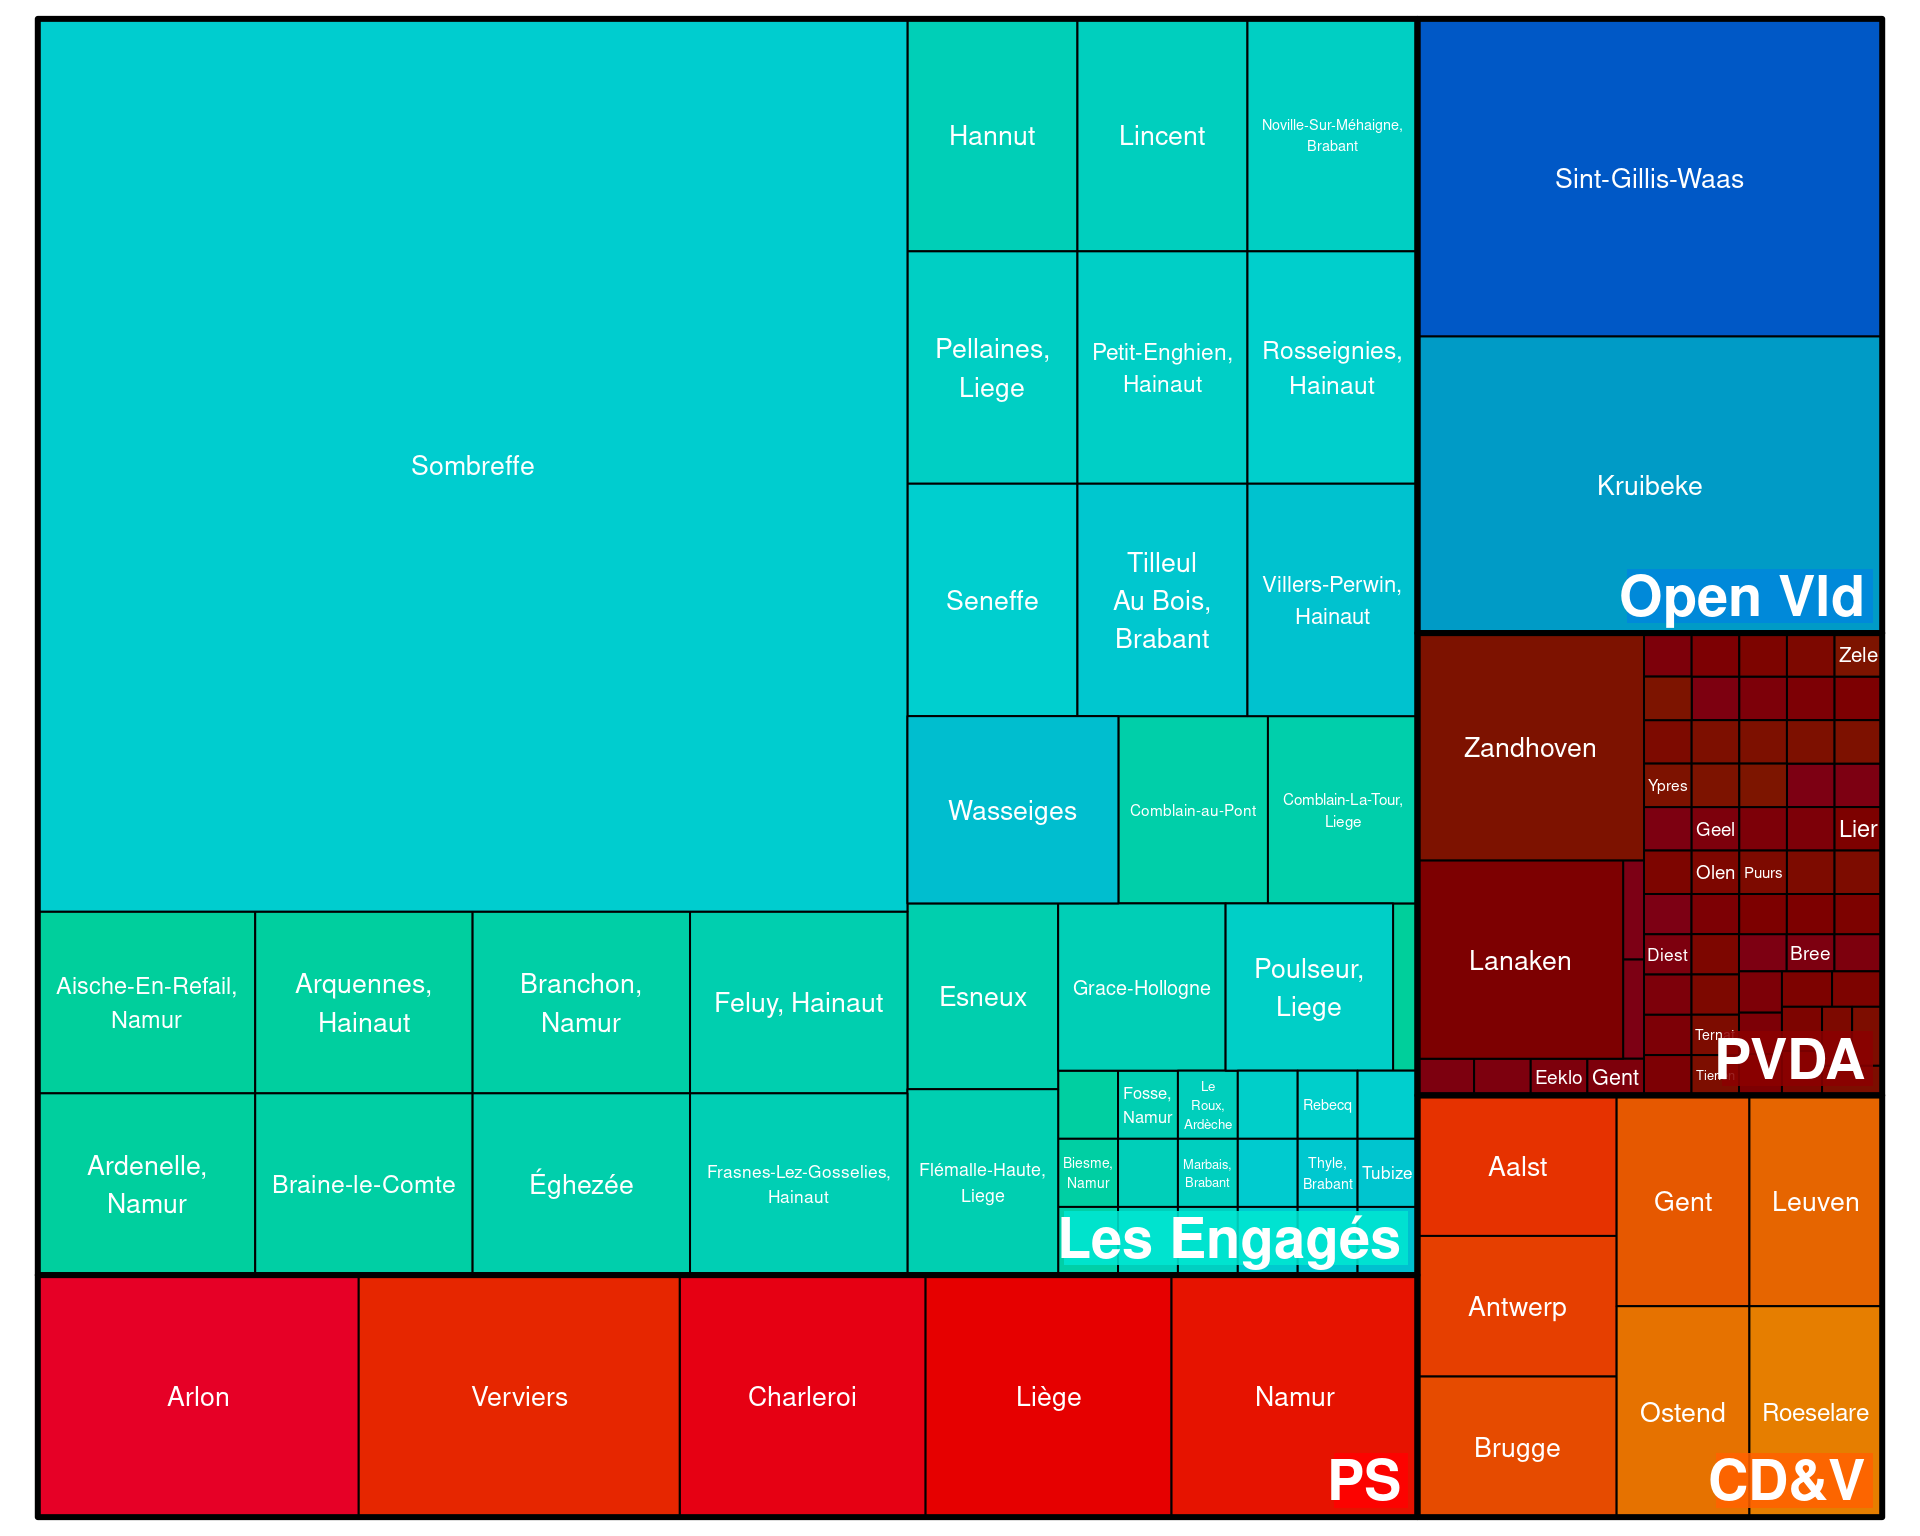 Sombreffe
Hannut
Lincent
Noville-Sur-Méhaigne,
Brabant
Pellaines,
Liege
Petit-Enghien,
Hainaut
Rosseignies,
Hainaut
Seneffe
Tilleul
Au Bois,
Brabant
Villers-Perwin,
Hainaut
Wasseiges
Comblain-au-Pont
Comblain-La-Tour,
Liege
Aische-En-Refail,
Namur
Arquennes,
Hainaut
Branchon,
Namur
Feluy, Hainaut
Ardenelle,
Namur
Braine-le-Comte
Éghezée
Frasnes-Lez-Gosselies,
Hainaut
Esneux
Grace-Hollogne
Poulseur,
Liege
Flémalle-Haute,
Liege
Fosse,
Namur
Le
Roux,
Ardèche
Rebecq
Biesme,
Namur
Marbais,
Brabant
Thyle,
Brabant
Tubize
Les Engagés
Arlon
Verviers
Charleroi
Liège
Namur
PS
Sint-Gillis-Waas
Kruibeke
Open Vld
Zandhoven
Lanaken
Eeklo
Gent
Zele
Ypres
Geel
Lier
Olen
Puurs
Diest
Bree
PVDA
Aalst
Antwerp
Brugge
Gent
Leuven
Ostend
Roeselare
CD&V